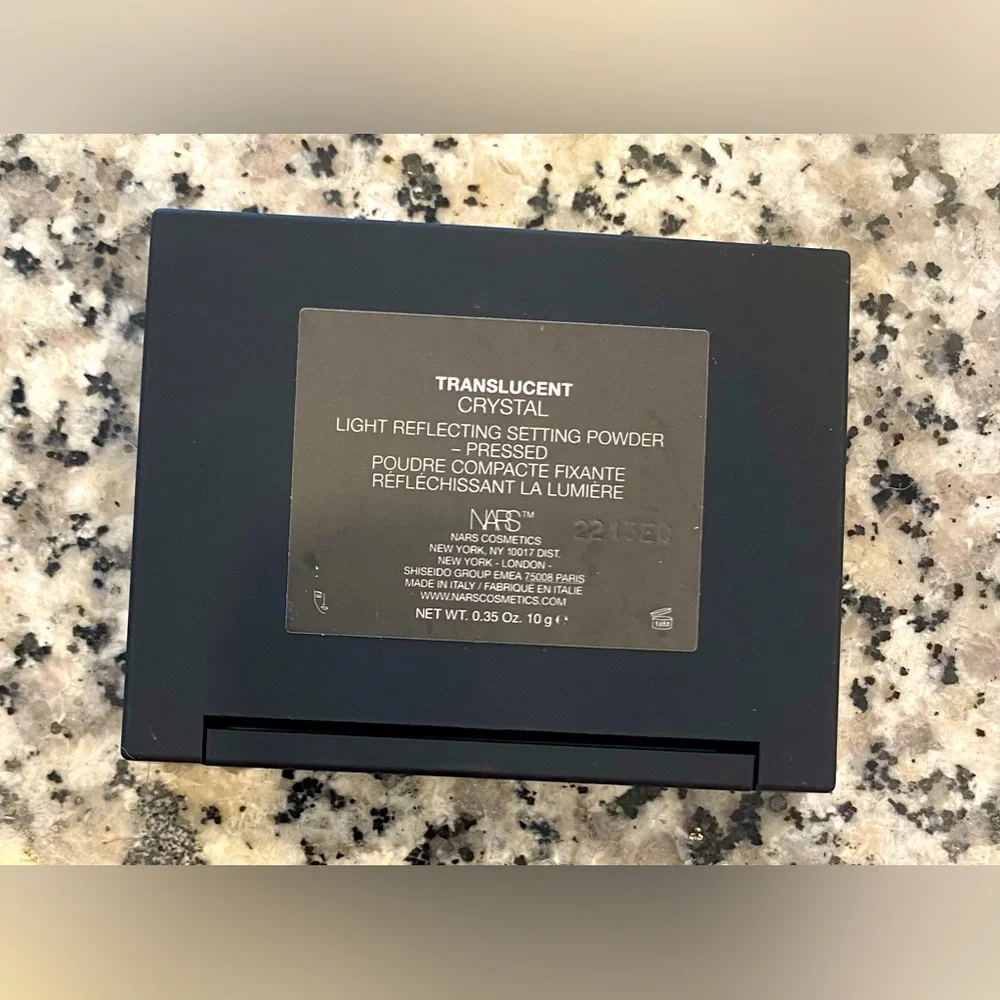 TRANSLUCENT
CRYSTAL
LIGHT REFLECTING SETTING POWDER
– PRESSED
POUDRE COMPACTE FIXANTE
RÉFLÉCHISSANT LA LUMIÈRE
NARS™
NARS COSMETICS
NEW YORK, NY 10017 DIST.
NEW YORK - LONDON -
SHISEIDO GROUP EMEA 75008 PARIS
MADE IN ITALY / FABRIQUÉ EN ITALIE
WWW.NARSCOSMETICS.COM
NET WT. 0.35 Oz. 10 g ℮
18M